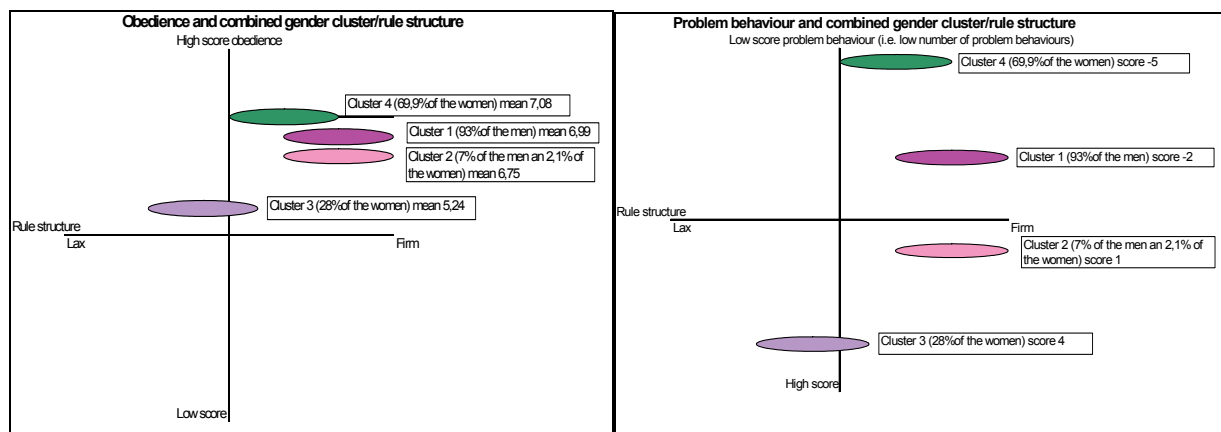 Obedience and combined gender cluster/rule structure
High score obedience
Cluster 4 (69,9%of the women) mean 7,08
Cluster 1 (93%of the men) mean 6,99
Cluster 2 (7% of the men an 2,1% of
the women) mean 6,75
Cluster 3 (28%of the women) mean 5,24
Rule structure
Lax
Firm
Low score
Problem behaviour and combined gender cluster/rule structure
Low score problem behaviour (i.e. low number of problem behaviours)
Cluster 4 (69,9%of the women) score -5
Cluster 1 (93%of the men) score -2
Rule structure
Lax
Firm
Cluster 2 (7% of the men an 2,1% of
the women) score 1
Cluster 3 (28%of the women) score 4
High score